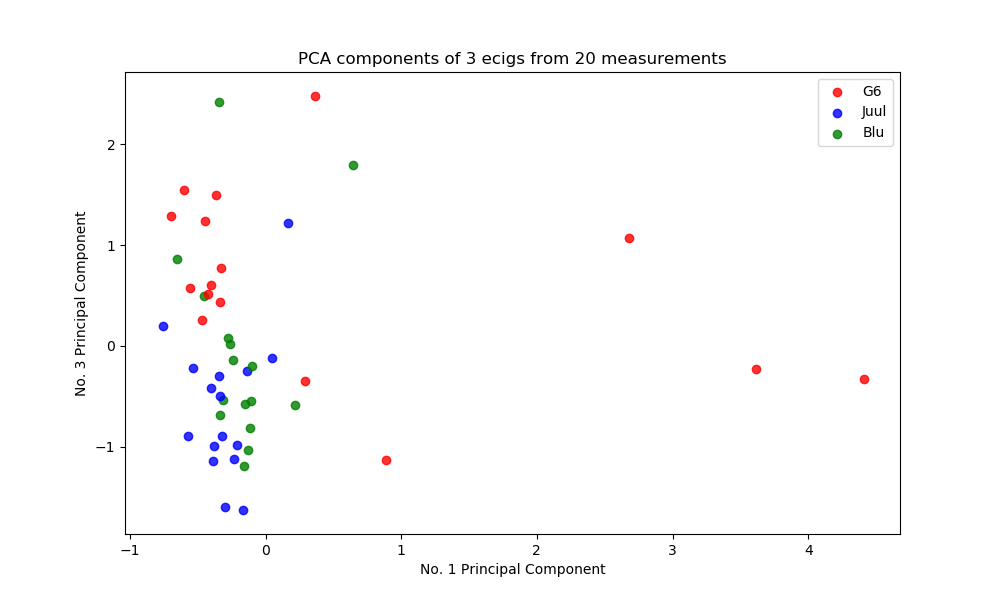 PCA components of 3 ecigs from 20 measurements
G6
Juul
Blu
No. 3 Principal Component
2
1
0
−1
−1
0
1
2
3
4
No. 1 Principal Component